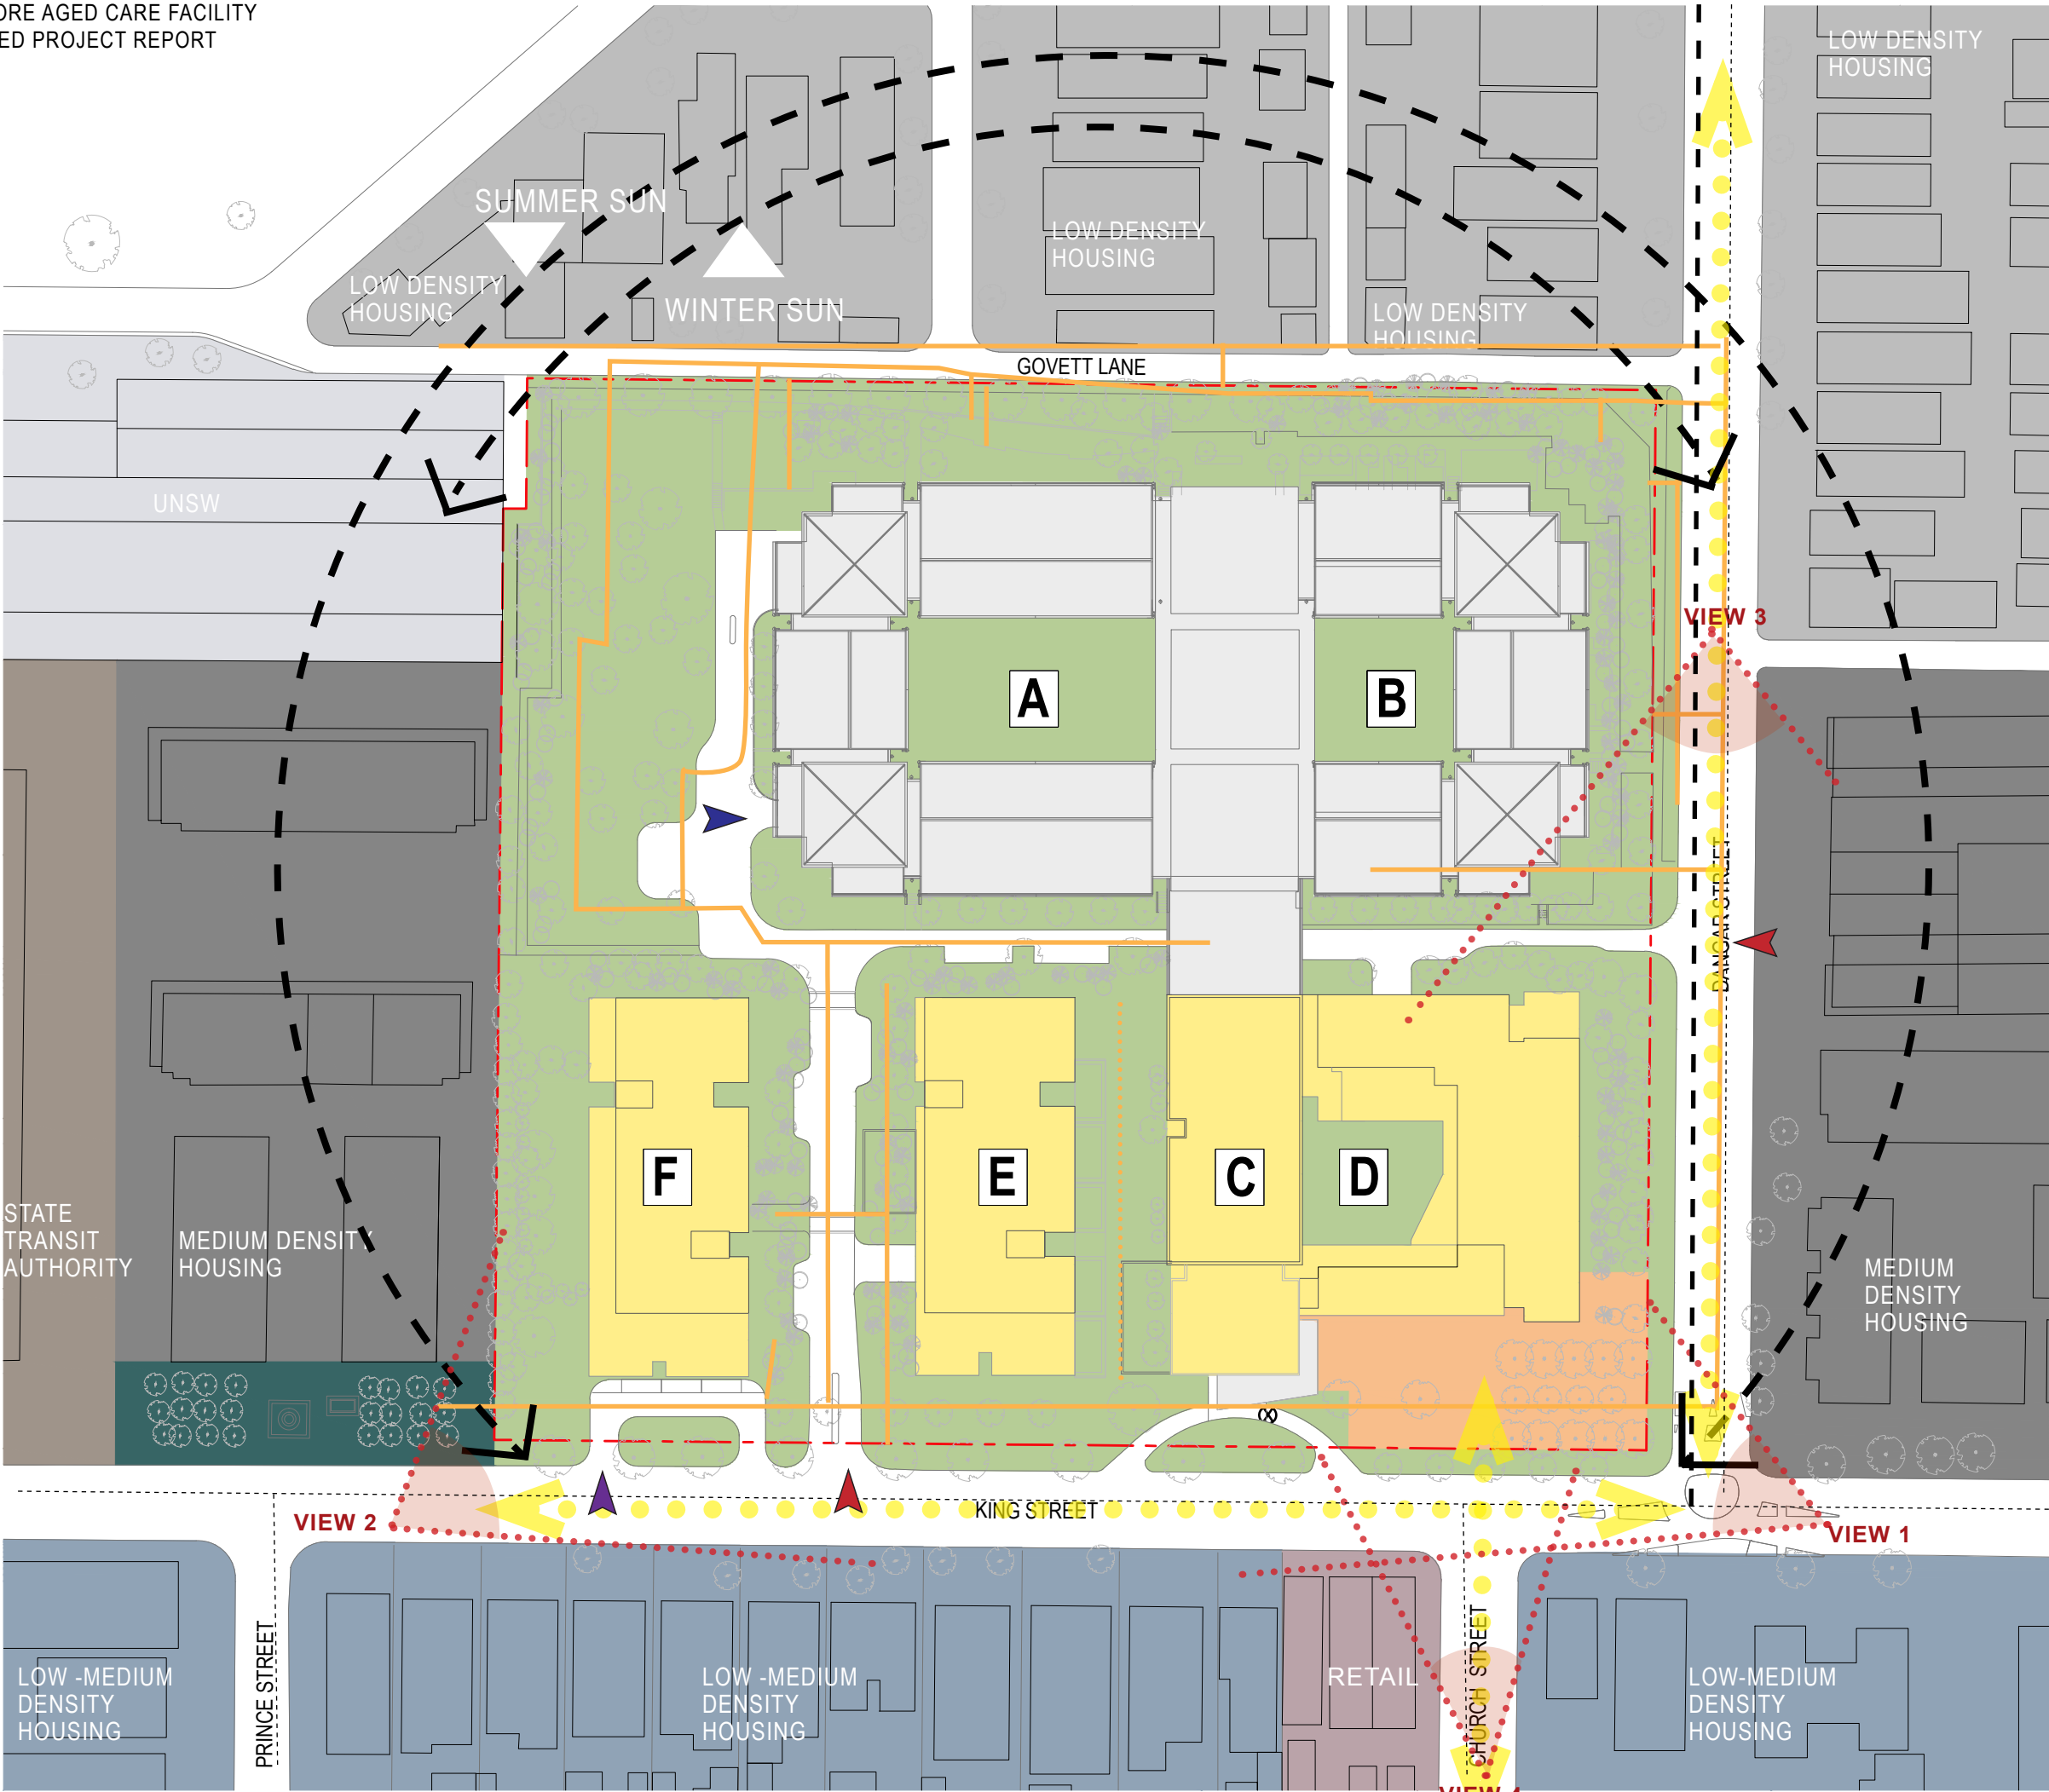 ORE AGED CARE FACILITY
ED PROJECT REPORT
LOW DENSITY
HOUSING
SUMMER SUN
WINTER SUN
LOW DENSITY
HOUSING
LOW DENSITY
HOUSING
LOW DENSITY
HOUSING
GOVETT LANE
UNSW
VIEW 3
A
B
DANGAR STREET
F
E
C
D
STATE
TRANSIT
AUTHORITY
MEDIUM DENSITY
HOUSING
MEDIUM
DENSITY
HOUSING
KING STREET
VIEW 2
VIEW 1
PRINCE STREET
CHURCH STREET
LOW -MEDIUM
DENSITY
HOUSING
LOW -MEDIUM
DENSITY
HOUSING
RETAIL
LOW-MEDIUM
DENSITY
HOUSING
VIEW 4